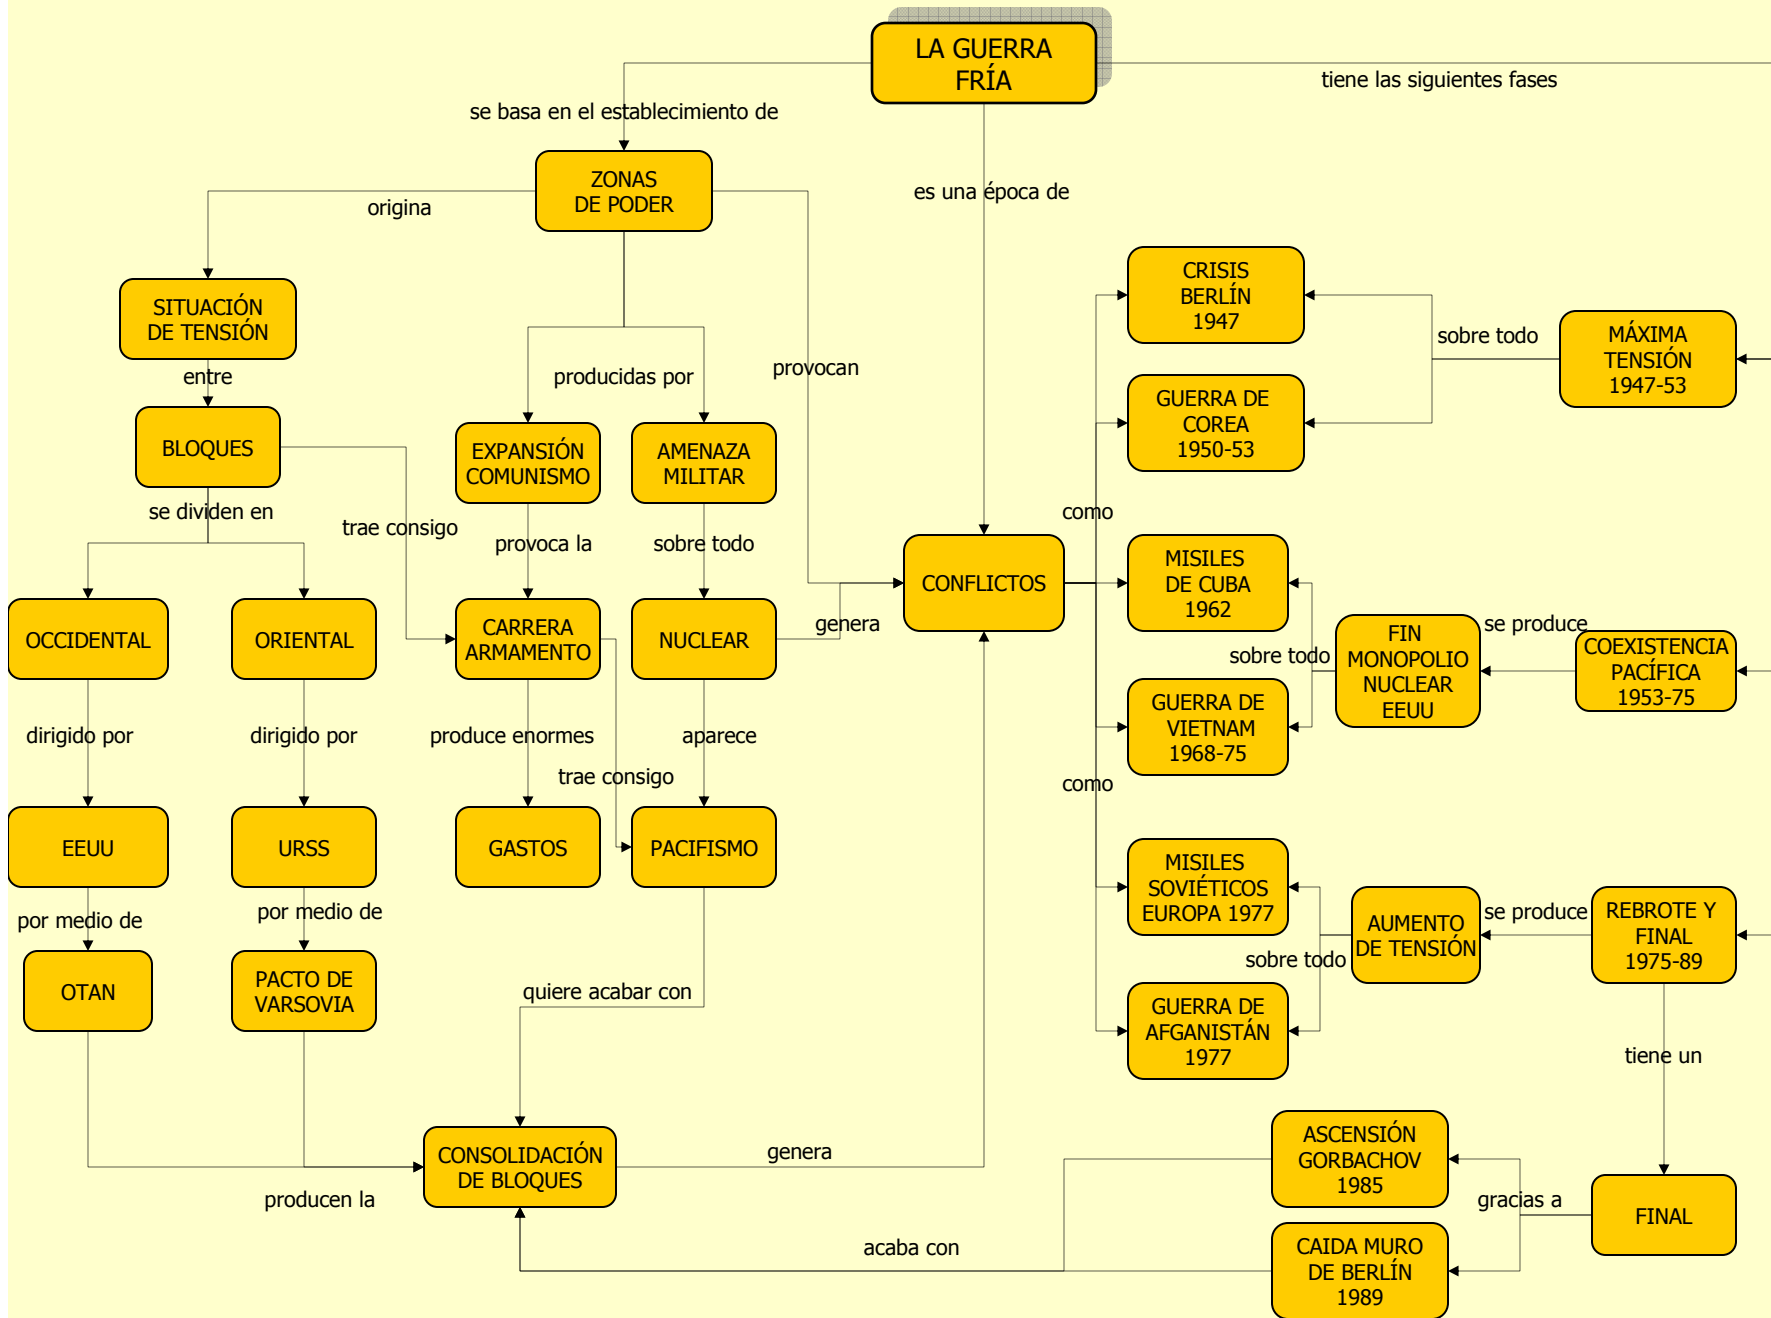 LA GUERRA
FRÍA
tiene las siguientes fases
se basa en el establecimiento de
ZONAS
DE PODER
origina
es una época de
SITUACIÓN
DE TENSIÓN
entre
BLOQUES
se dividen en
trae consigo
producidas por
provocan
EXPANSIÓN
COMUNISMO
AMENAZA
MILITAR
provoca la
sobre todo
OCCIDENTAL
ORIENTAL
CARRERA
ARMAMENTO
NUCLEAR
genera
CONFLICTOS
dirigido por
dirigido por
produce enormes
aparece
trae consigo
EEUU
URSS
GASTOS
PACIFISMO
por medio de
por medio de
OTAN
PACTO DE
VARSOVIA
quiere acabar con
CONSOLIDACIÓN
DE BLOQUES
producen la
genera
acaba con
como
como
CRISIS
BERLÍN
1947
GUERRA DE
COREA
1950-53
sobre todo
MÁXIMA
TENSIÓN
1947-53
MISILES
DE CUBA
1962
GUERRA DE
VIETNAM
1968-75
sobre todo
FIN
MONOPOLIO
NUCLEAR
EEUU
se produce
COEXISTENCIA
PACÍFICA
1953-75
MISILES
SOVIÉTICOS
EUROPA 1977
GUERRA DE
AFGANISTÁN
1977
sobre todo
AUMENTO
DE TENSIÓN
se produce
REBROTE Y
FINAL
1975-89
tiene un
FINAL
gracias a
ASCENSIÓN
GORBACHOV
1985
CAIDA MURO
DE BERLÍN
1989